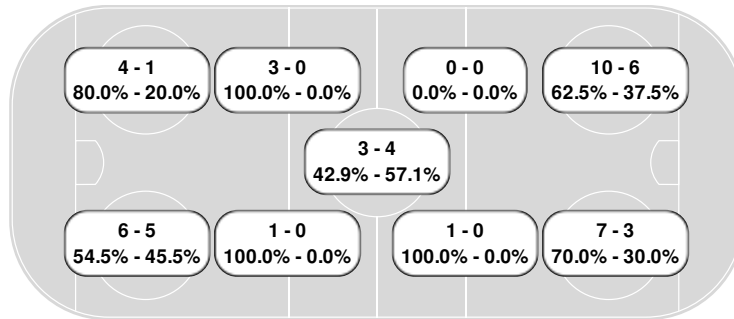 4 - 1
80.0% - 20.0%
3 - 0
100.0% - 0.0%
0 - 0
0.0% - 0.0%
10 - 6
62.5% - 37.5%
3 - 4
42.9% - 57.1%
6 - 5
54.5% - 45.5%
1 - 0
100.0% - 0.0%
1 - 0
100.0% - 0.0%
7 - 3
70.0% - 30.0%